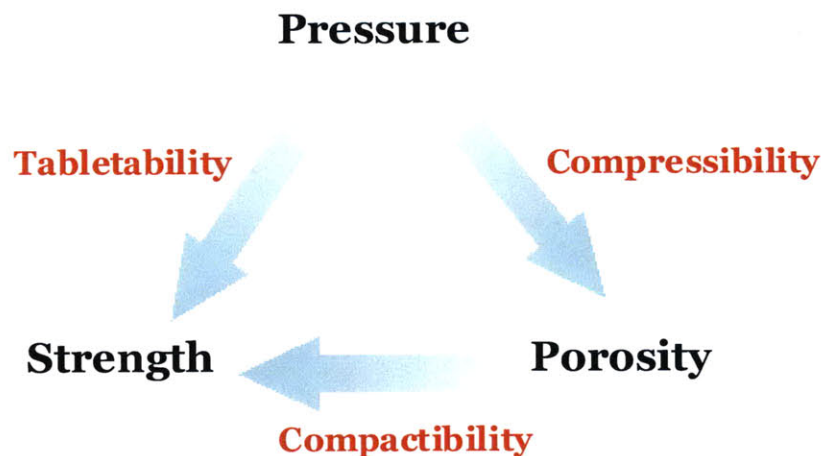 Pressure
Tabletability
Compressibility
Strength
Porosity
Compactibility